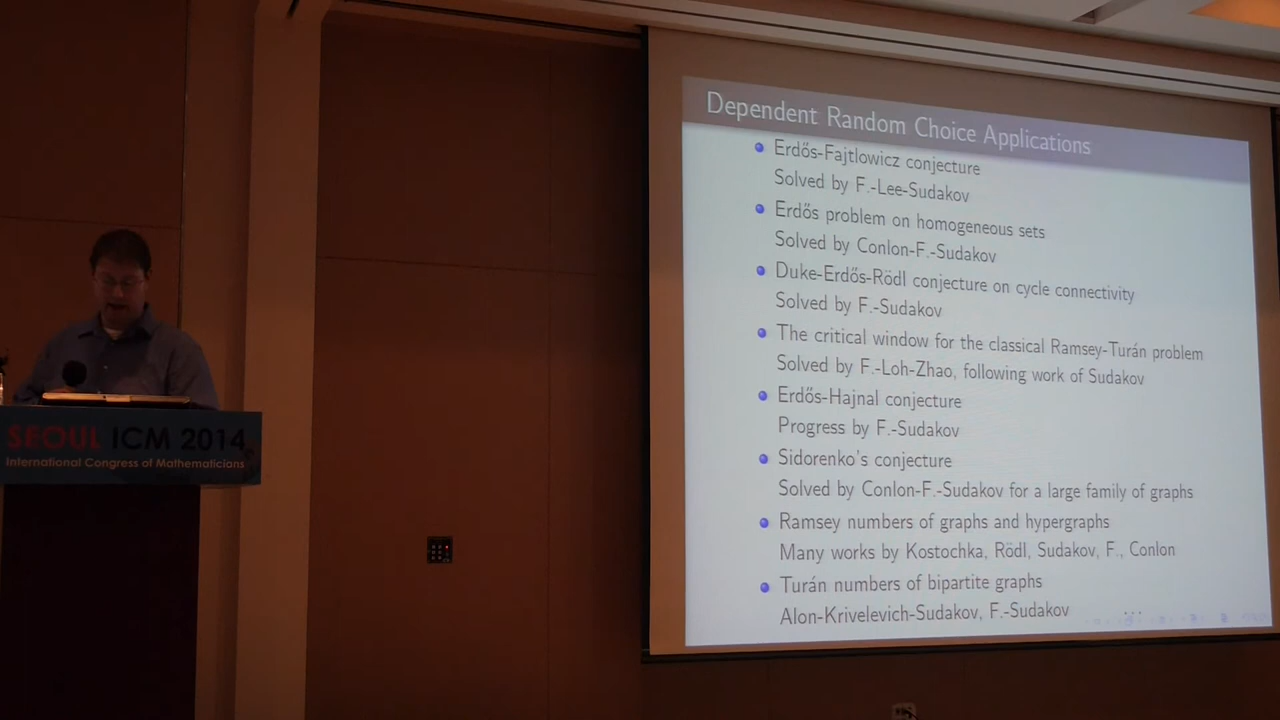 Dependent Random Choice Applications
Erdős-Fajtlowicz conjecture
Solved by F.-Lee-Sudakov
Erdős problem on homogeneous sets
Solved by Conlon-F.-Sudakov
Duke-Erdős-Rödl conjecture on cycle connectivity
Solved by F.-Sudakov
The critical window for the classical Ramsey-Turán problem
Solved by F.-Loh-Zhao, following work of Sudakov
Erdős-Hajnal conjecture
Progress by F.-Sudakov
Sidorenko's conjecture
Solved by Conlon-F.-Sudakov for a large family of graphs
Ramsey numbers of graphs and hypergraphs
Many works by Kostochka, Rödl, Sudakov, F., Conlon
Turán numbers of bipartite graphs
Alon-Krivelevich-Sudakov, F.-Sudakov ...
SEOUL ICM 2014
International Congress of Mathematicians